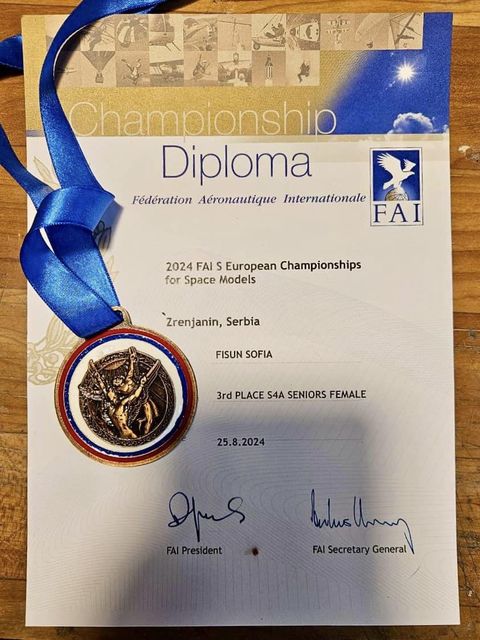 Championship
Diploma
Fédération Aéronautique Internationale
FAI
2024 FAI S European Championships
for Space Models
Zrenjanin, Serbia
FISUN SOFIA
3rd PLACE S4A SENIORS FEMALE
25.8.2024
FAI President
FAI Secretary General